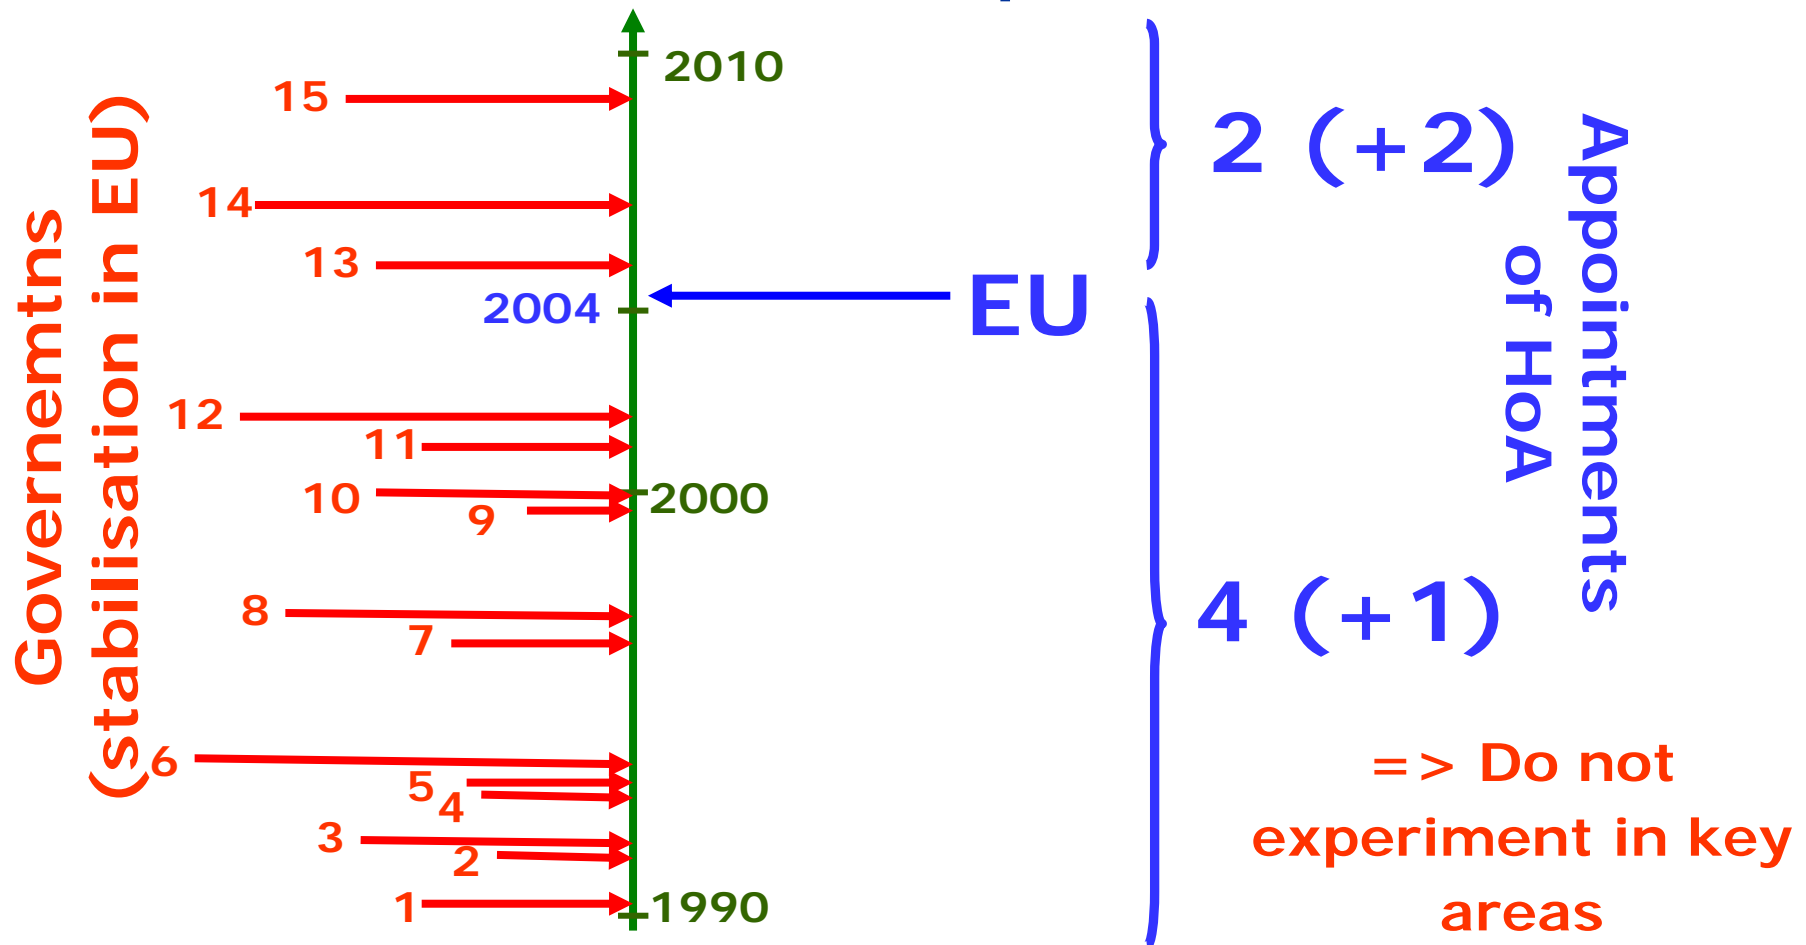 Governemtns
(stabilisation in EU)
2010
15
14
13
2004
EU
12
11
10
2000
9
8
7
6
5
4
3
2
1
1990
2 (+2)
Appointments
of HoA
4 (+1)
=> Do not
experiment in key
areas